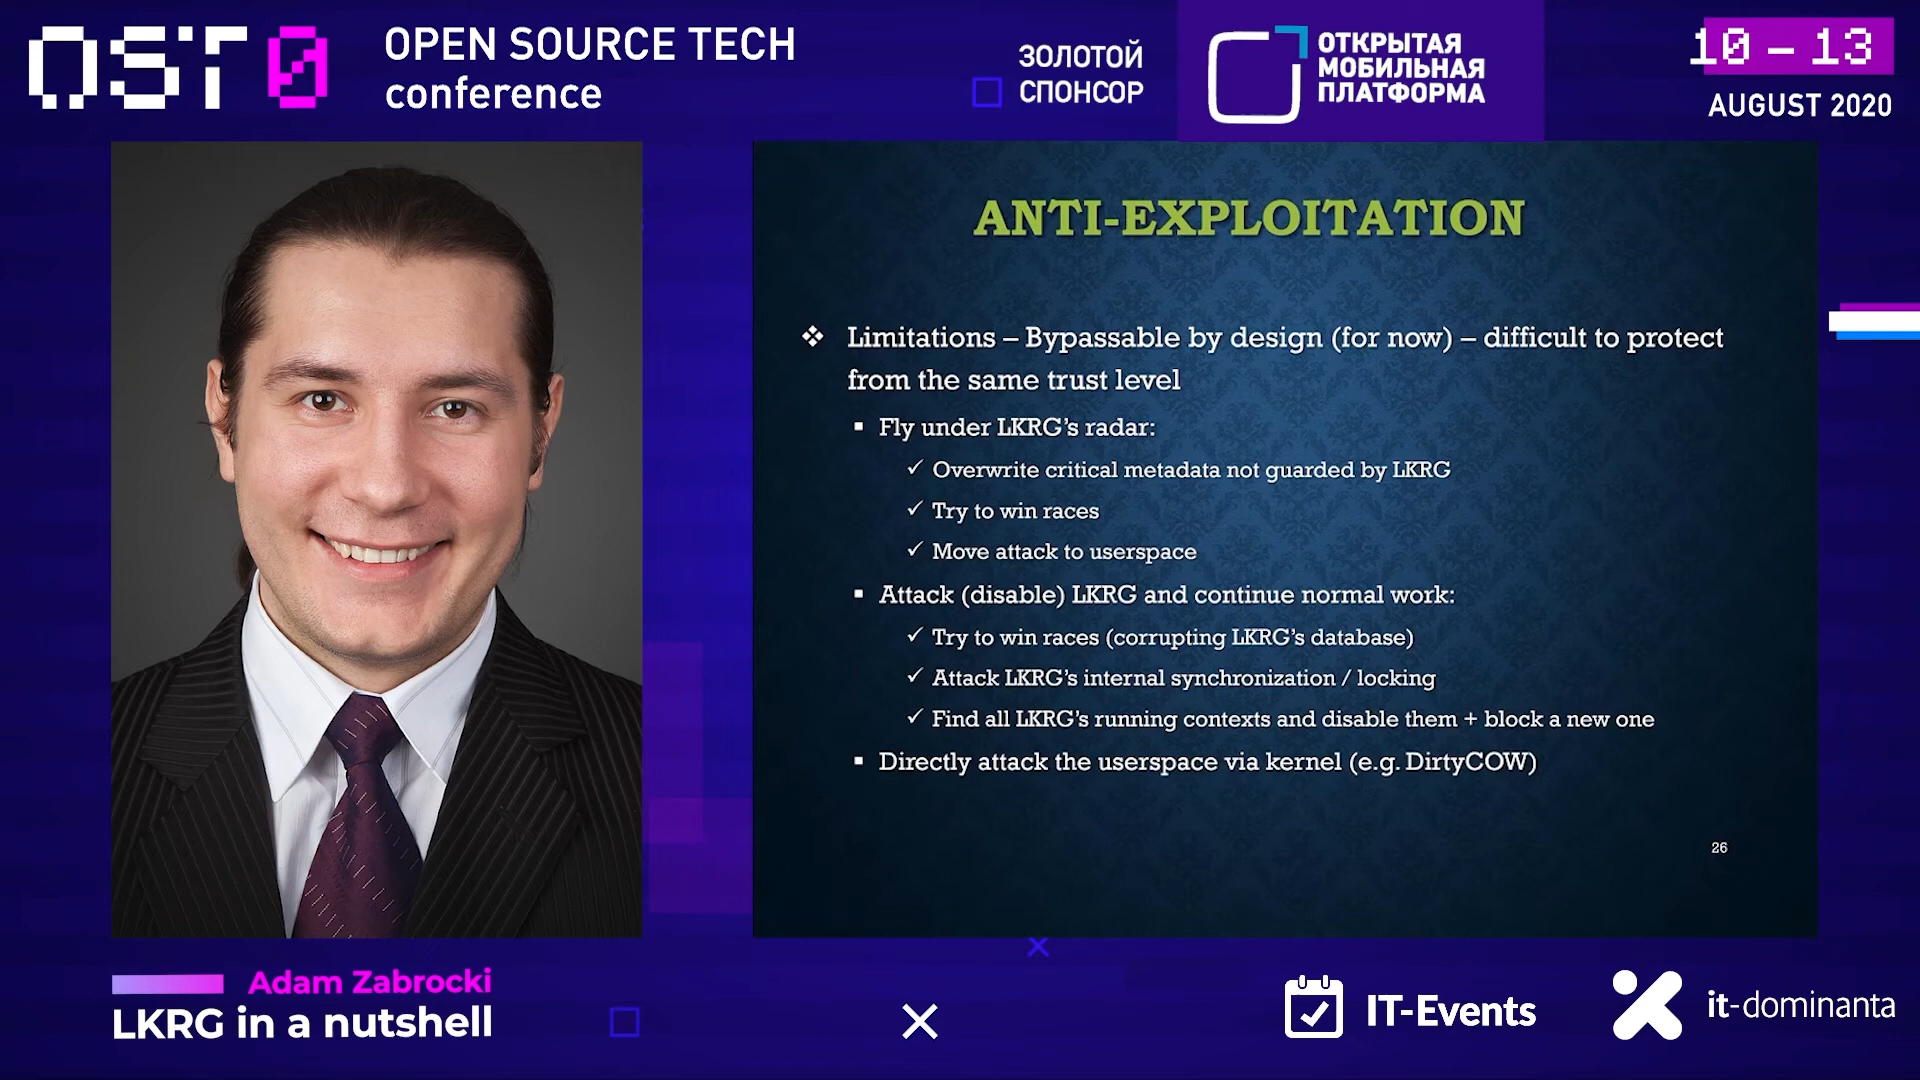 OST 0
OPEN SOURCE TECH
conference
ЗОЛОТОЙ
СПОНСОР
ОТКРЫТАЯ
МОБИЛЬНАЯ
ПЛАТФОРМА
10 – 13
AUGUST 2020
ANTI-EXPLOITATION
❖ Limitations – Bypassable by design (for now) – difficult to protect
from the same trust level
▪ Fly under LKRG’s radar:
✓ Overwrite critical metadata not guarded by LKRG
✓ Try to win races
✓ Move attack to userspace
▪ Attack (disable) LKRG and continue normal work:
✓ Try to win races (corrupting LKRG’s database)
✓ Attack LKRG’s internal synchronization / locking
✓ Find all LKRG’s running contexts and disable them + block a new one
▪ Directly attack the userspace via kernel (e.g. DirtyCOW)
26
Adam Zabrocki
LKRG in a nutshell
IT-Events
it-dominanta